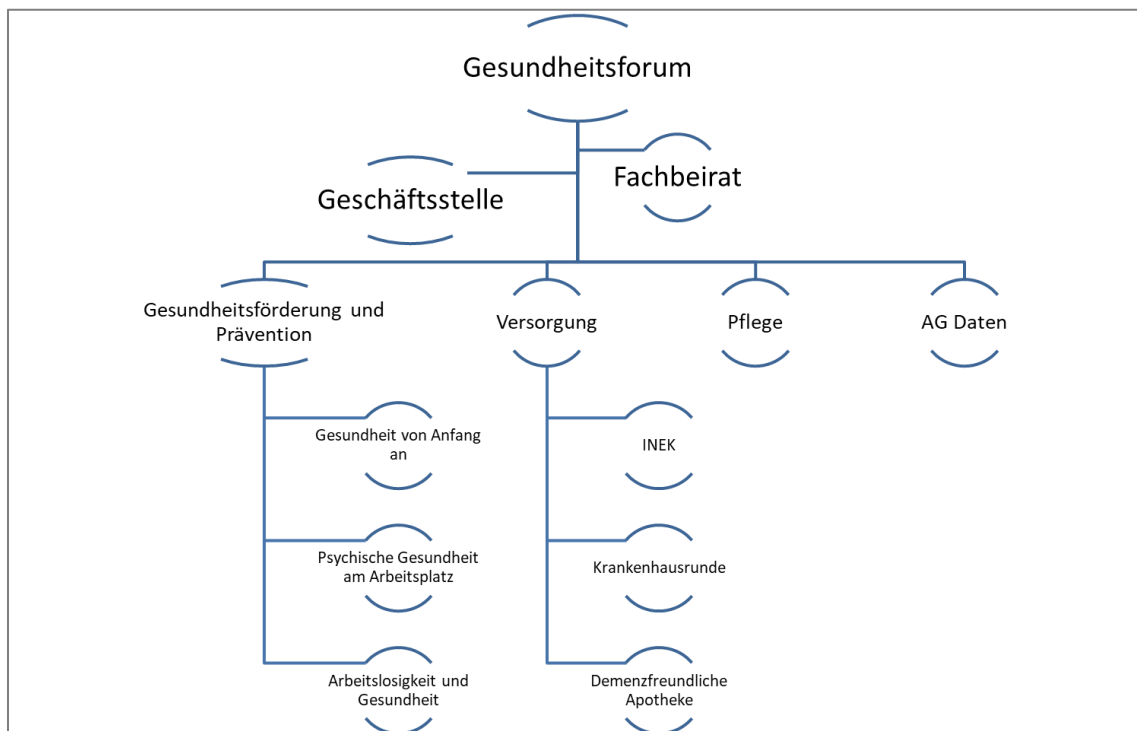 Gesundheitsforum
Fachbeirat
Geschäftsstelle
Gesundheitsförderung und
Prävention
Versorgung
Pflege
AG Daten
Gesundheit von Anfang
an
INEK
Psychische Gesundheit
am Arbeitsplatz
Krankenhausrunde
Arbeitslosigkeit und
Gesundheit
Demenzfreundliche
Apotheke